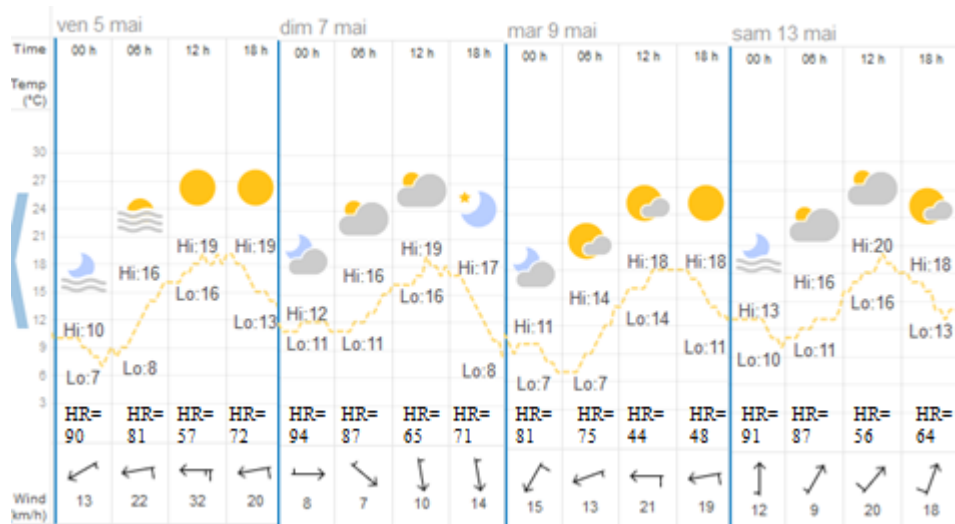 ven 5 mai dim 7 mai mar 9 mai sam 13 mai
Time 00 h 06 h 12 h 18 h 00 h 06 h 12 h 18 h 00 h 06 h 12 h 18 h 00 h 06 h 12 h 18 h
Temp
(°C)
30
27
24
21
18
15
12
9
6
3
Hi:10 Hi:16 Hi:19 Hi:19 Hi:12 Hi:16 Hi:19 Hi:17 Hi:11 Hi:14 Hi:18 Hi:18 Hi:13 Hi:16 Hi:20 Hi:18
Lo:7 Lo:8 Lo:16 Lo:13 Lo:11 Lo:11 Lo:16 Lo:8 Lo:7 Lo:7 Lo:14 Lo:11 Lo:10 Lo:11 Lo:16 Lo:13
HR= HR= HR= HR= HR= HR= HR= HR= HR= HR= HR= HR= HR= HR= HR= HR=
90 81 57 72 94 87 65 71 81 75 44 48 91 87 56 64
Wind 13 22 32 20 8 7 10 14 15 13 21 19 12 9 20 18
km/h)